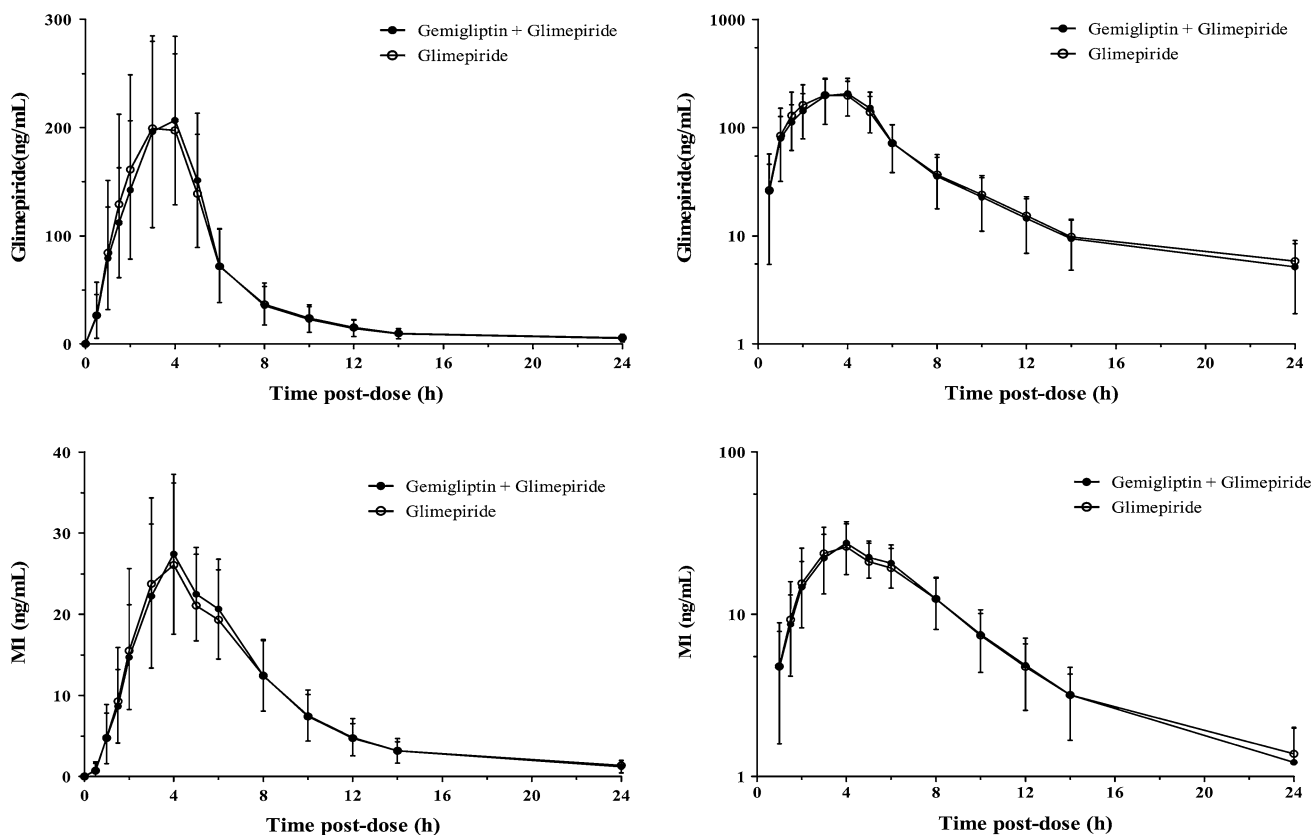 300
200
100
0
Glimepiride(ng/mL)
Gemigliptin + Glimepiride
Glimepiride
0 4 8 12 16 20 24
Time post-dose (h)
1000
100
10
1
Glimepiride(ng/mL)
Gemigliptin + Glimepiride
Glimepiride
0 4 8 12 16 20 24
Time post-dose (h)
40
30
20
10
0
M1 (ng/mL)
Gemigliptin + Glimepiride
Glimepiride
0 4 8 12 16 20 24
Time post-dose (h)
100
10
1
M1 (ng/mL)
Gemigliptin + Glimepiride
Glimepiride
0 4 8 12 16 20 24
Time post-dose (h)